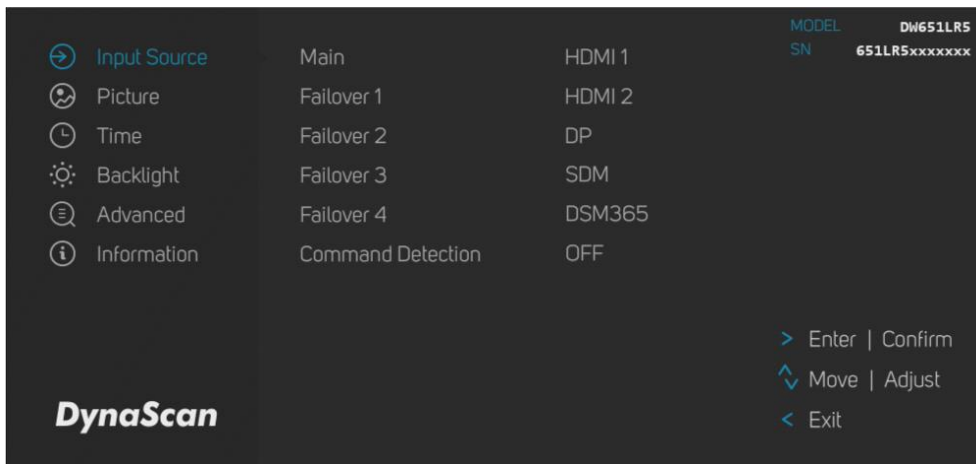 MODEL DW651LR5
SN 651LR5xxxxxxx
Input Source Main HDMI 1
Picture Failover 1 HDMI 2
Time Failover 2 DP
Backlight Failover 3 SDM
Advanced Failover 4 DSM365
Information Command Detection OFF
> Enter | Confirm
Move | Adjust
< Exit
DynaScan